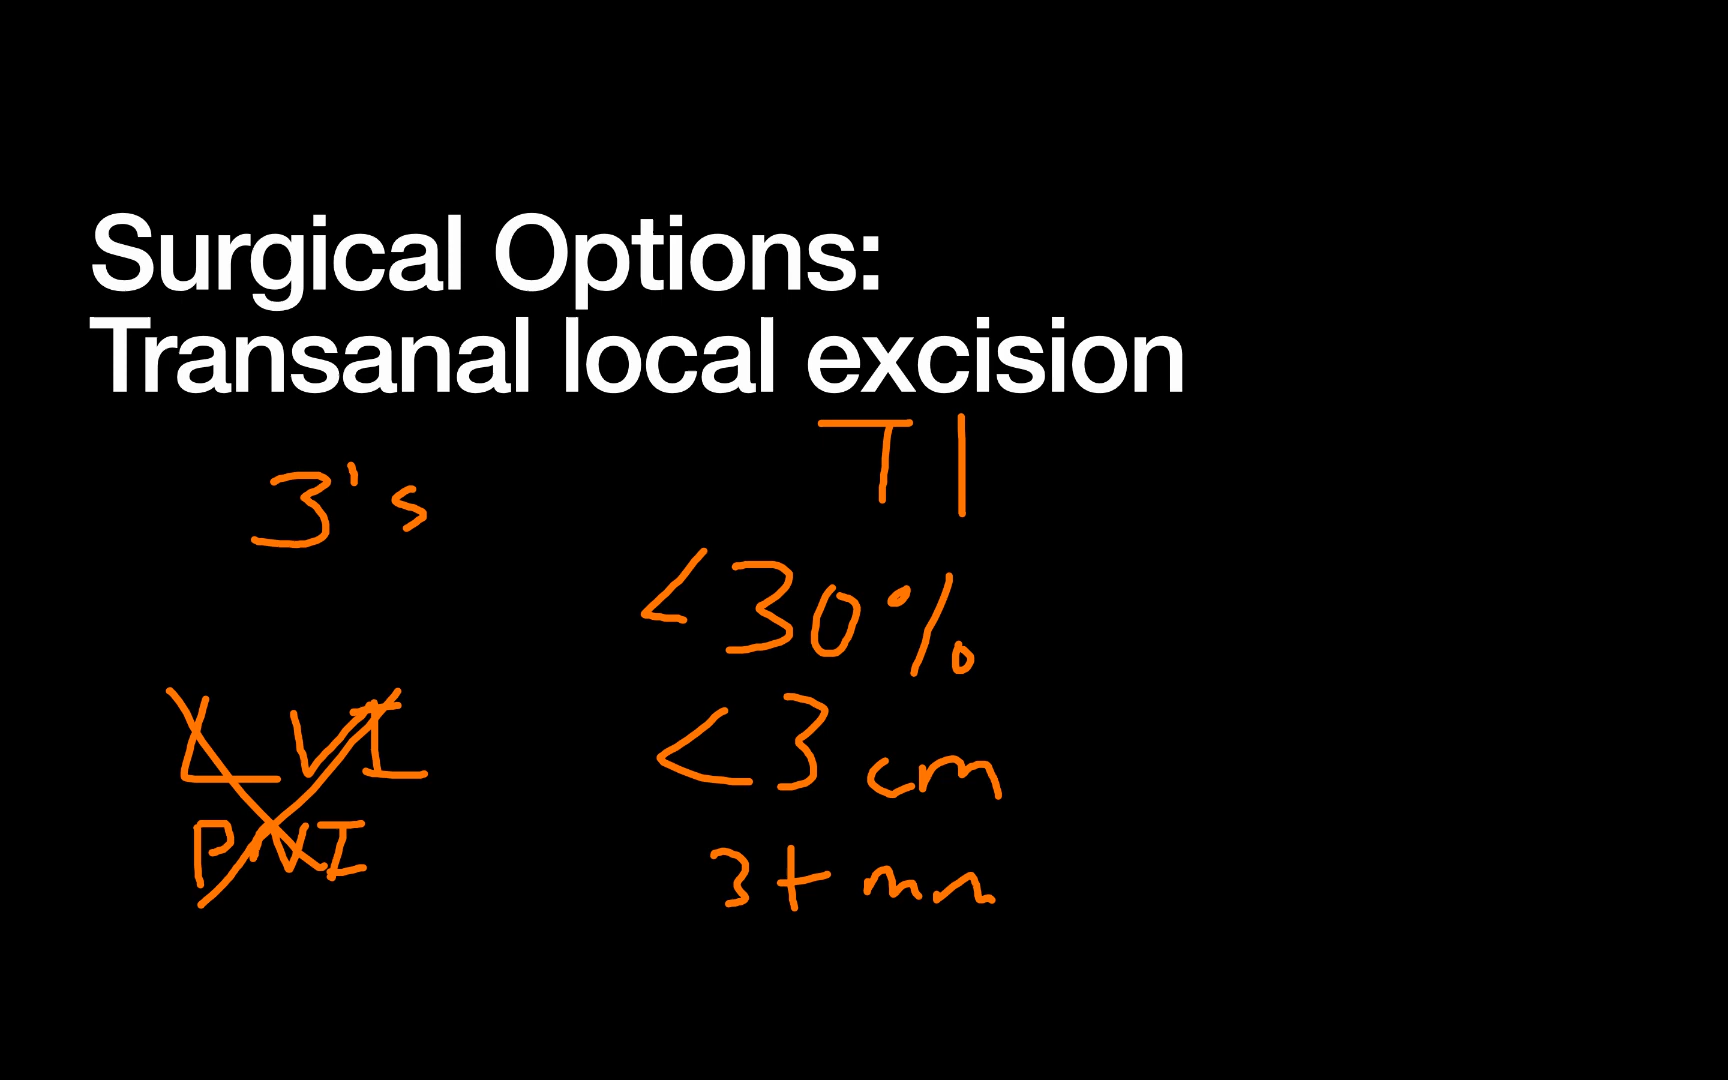 Surgical Options:
Transanal local excision
T1
3's
<30%
<3 cm
LVI
3+ mm
PNI